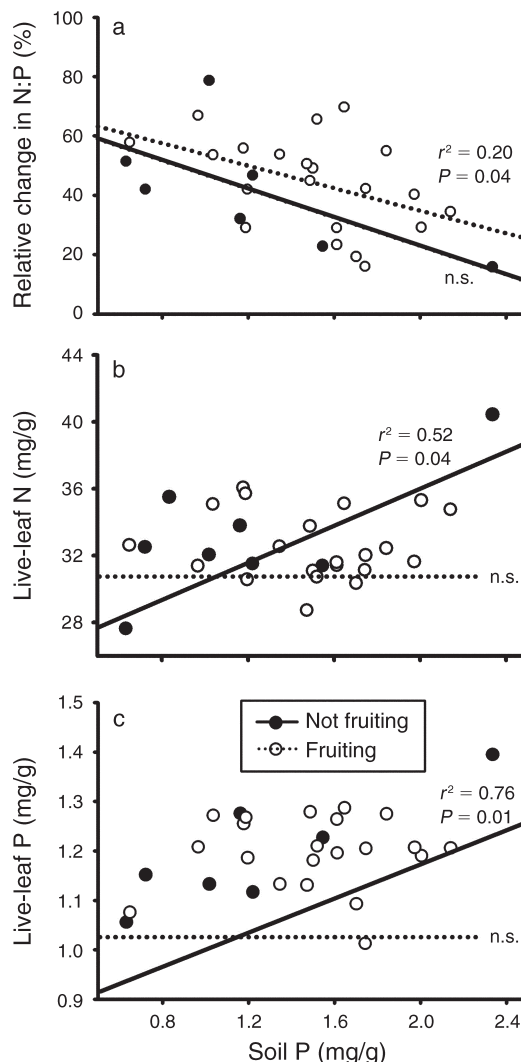 100
a
80
60
40
20
0
Relative change in N:P (%)
r² = 0.20
P = 0.04
n.s.
44
b
40
36
32
28
Live-leaf N (mg/g)
r² = 0.52
P = 0.04
n.s.
1.5
c
1.4
1.3
1.2
1.1
1.0
0.9
Live-leaf P (mg/g)
Not fruiting
Fruiting
r² = 0.76
P = 0.01
n.s.
0.8 1.2 1.6 2.0 2.4
Soil P (mg/g)